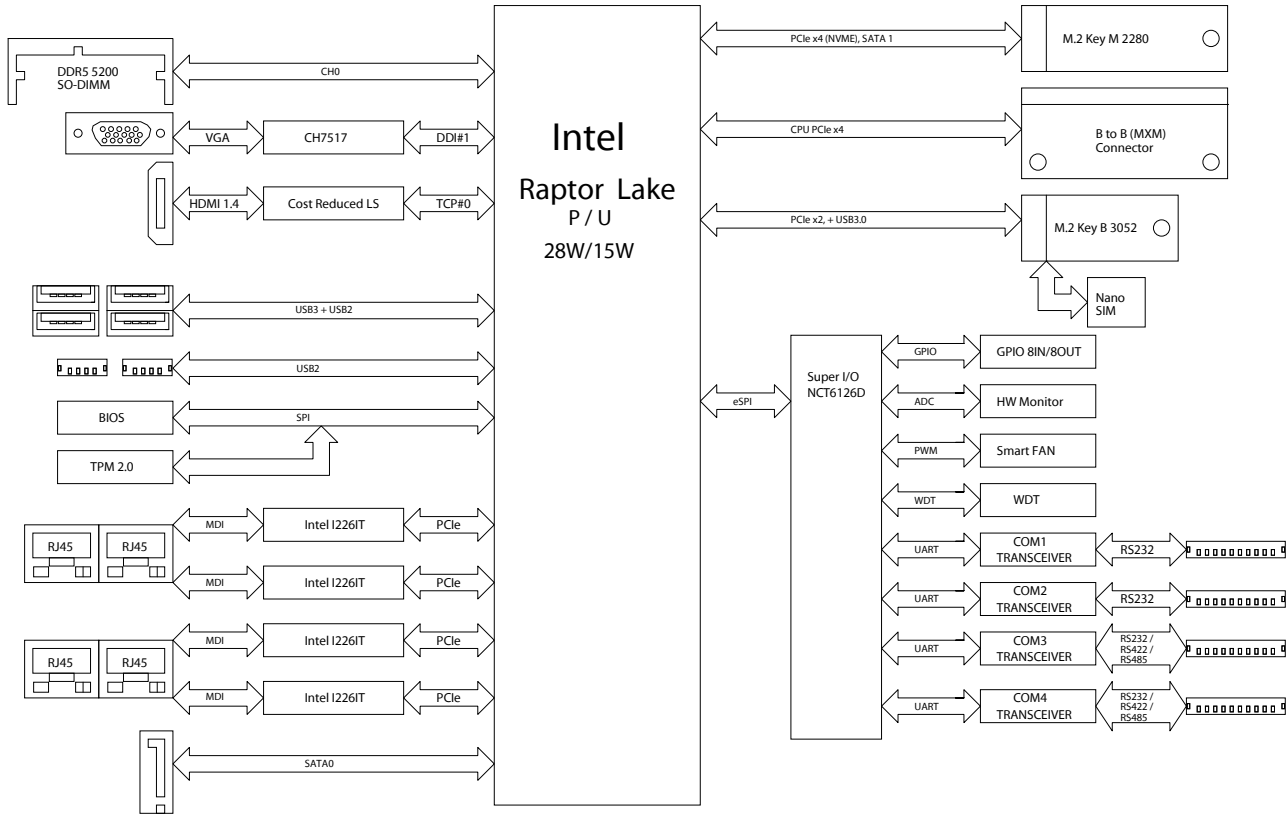 DDR5 5200
SO-DIMM
CH0
VGA
CH7517
DDI#1
HDMI 1.4
Cost Reduced LS
TCP#0
USB3 + USB2
USB2
BIOS
SPI
TPM 2.0
RJ45
RJ45
MDI
Intel I226IT
PCIe
MDI
Intel I226IT
PCIe
RJ45
RJ45
MDI
Intel I226IT
PCIe
MDI
Intel I226IT
PCIe
SATA0
Intel
Raptor Lake
P / U
28W/15W
PCIe x4 (NVME), SATA 1
M.2 Key M 2280
CPU PCIe x4
B to B (MXM)
Connector
PCIe x2, + USB3.0
M.2 Key B 3052
Nano
SIM
eSPI
Super I/O
NCT6126D
GPIO
GPIO 8IN/8OUT
ADC
HW Monitor
PWM
Smart FAN
WDT
WDT
UART
COM1
TRANSCEIVER
RS232
UART
COM2
TRANSCEIVER
RS232
UART
COM3
TRANSCEIVER
RS232 /
RS422 /
RS485
UART
COM4
TRANSCEIVER
RS232 /
RS422 /
RS485